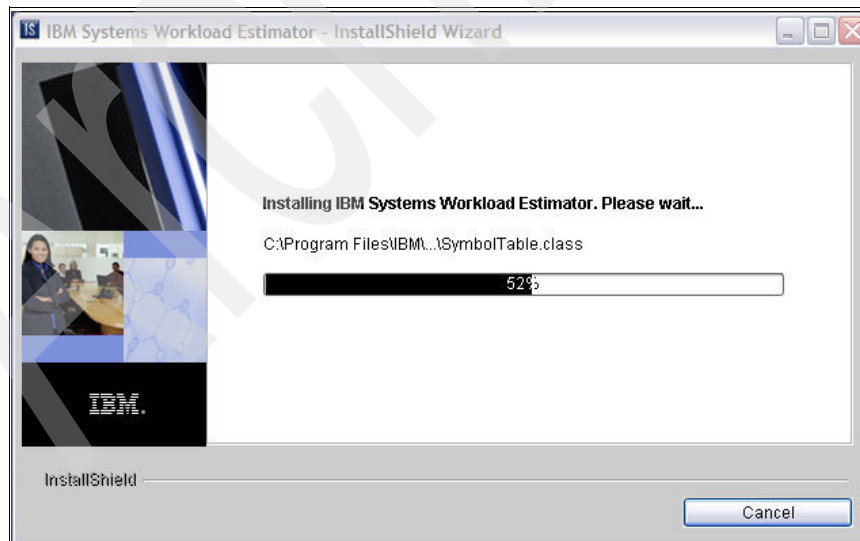 IS IBM Systems Workload Estimator - InstallShield Wizard
Installing IBM Systems Workload Estimator. Please wait...
C:\Program Files\IBM\...\SymbolTable.class
52%
IBM.
InstallShield
Cancel